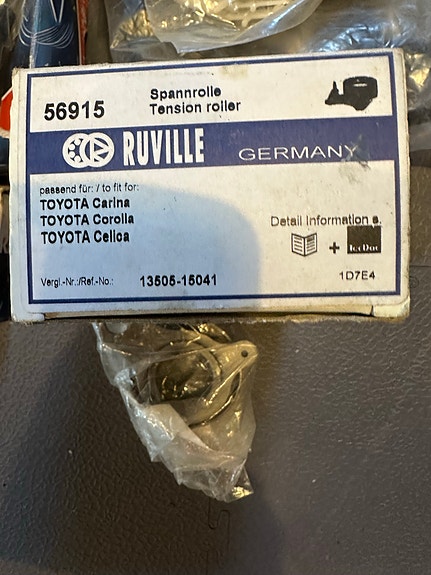 56915
Spannrolle
Tension roller
RUVILLE GERMANY
passend für: / to fit for:
TOYOTA Carina
TOYOTA Corolla
TOYOTA Celica
Detail Information s.
+ TecDoc
Vergl.-Nr.:/Ref.-No.: 13505-15041
1D7E4